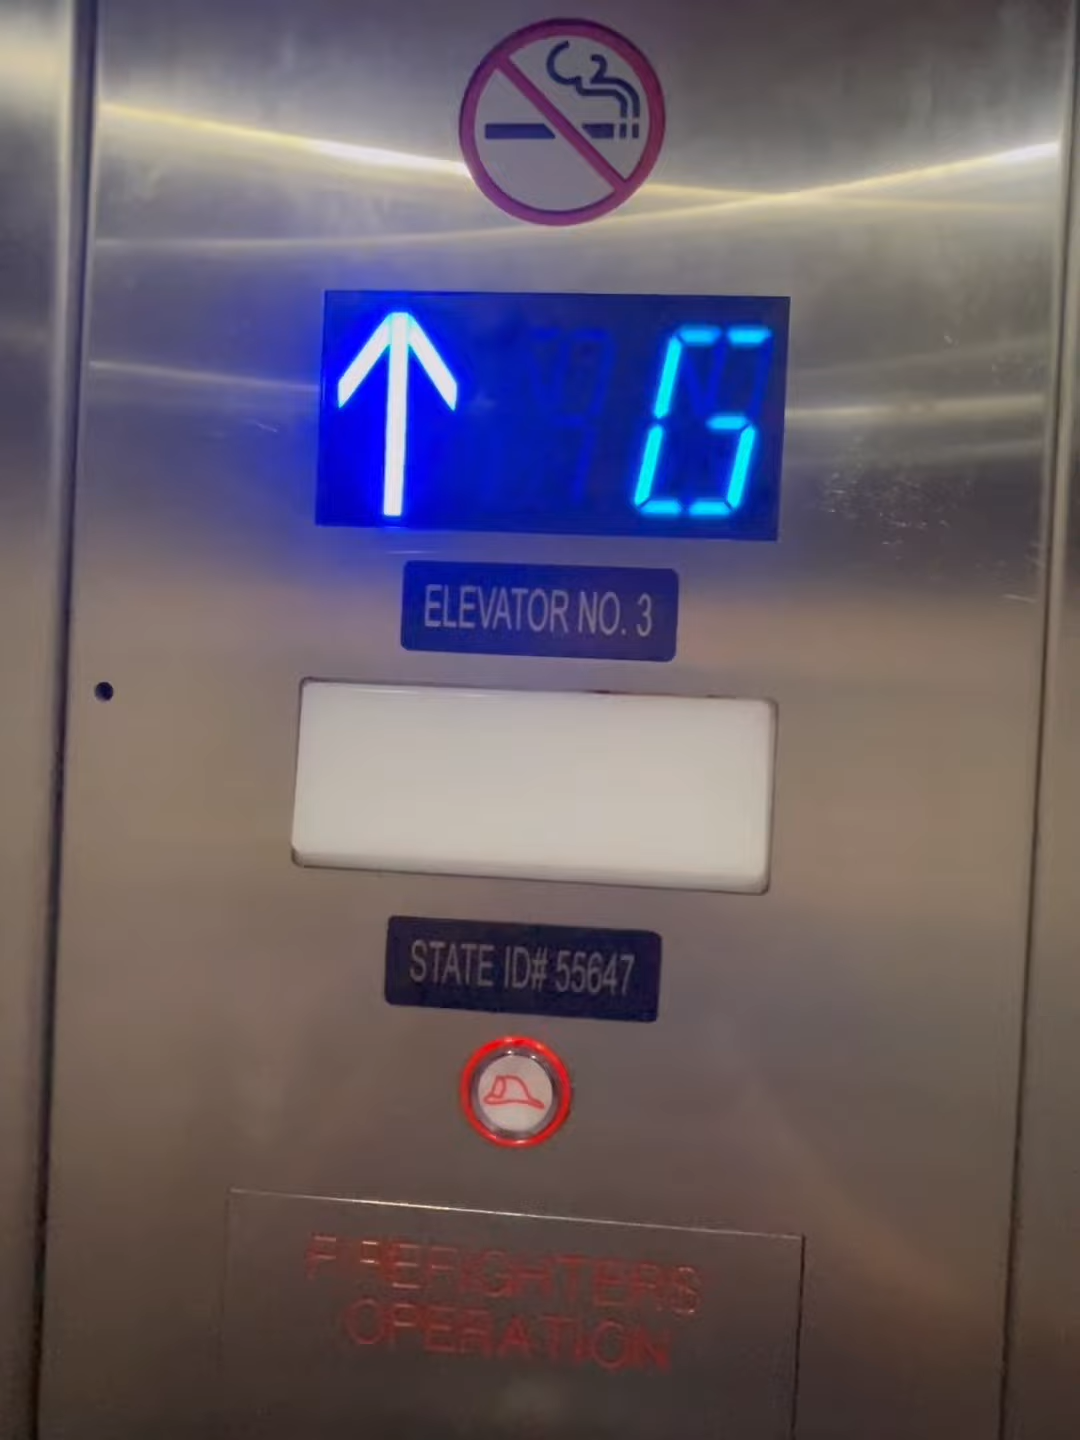 G
ELEVATOR NO. 3
STATE ID# 55647
FIREFIGHTERS
OPERATION